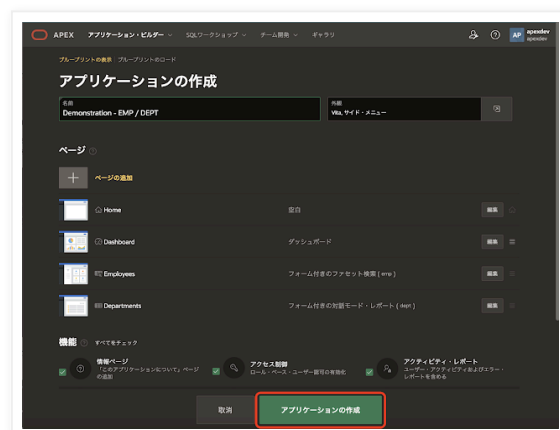 APEX アプリケーション・ビルダー SQLワークショップ チーム開発 ギャラリ AP apexdev
apexdev
ブループリントの表示 ブループリントのロード
アプリケーションの作成
名前
Demonstration - EMP / DEPT
外観
Vita, サイド・メニュー
ページ
ページの追加
Home 空白 編集
Dashboard ダッシュボード 編集
Employees フォーム付きのファセット検索 ( emp ) 編集
Departments フォーム付きの対話モード・レポート ( dept ) 編集
機能 すべてをチェック
情報ページ
「このアプリケーションについて」ページ
の追加
アクセス制御
ロール・ベース・ユーザー認可の有効化
アクティビティ・レポート
ユーザー・アクティビティおよびエラー・
レポートを含める
取消 アプリケーションの作成